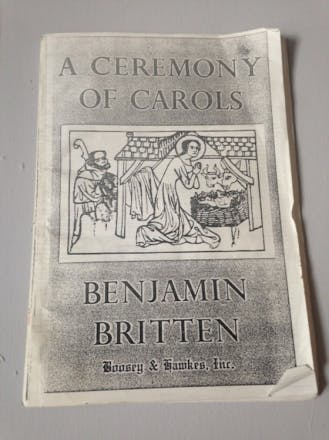 A CEREMONY
OF CAROLS
BENJAMIN
BRITTEN
Boosey & Hawkes, Inc.